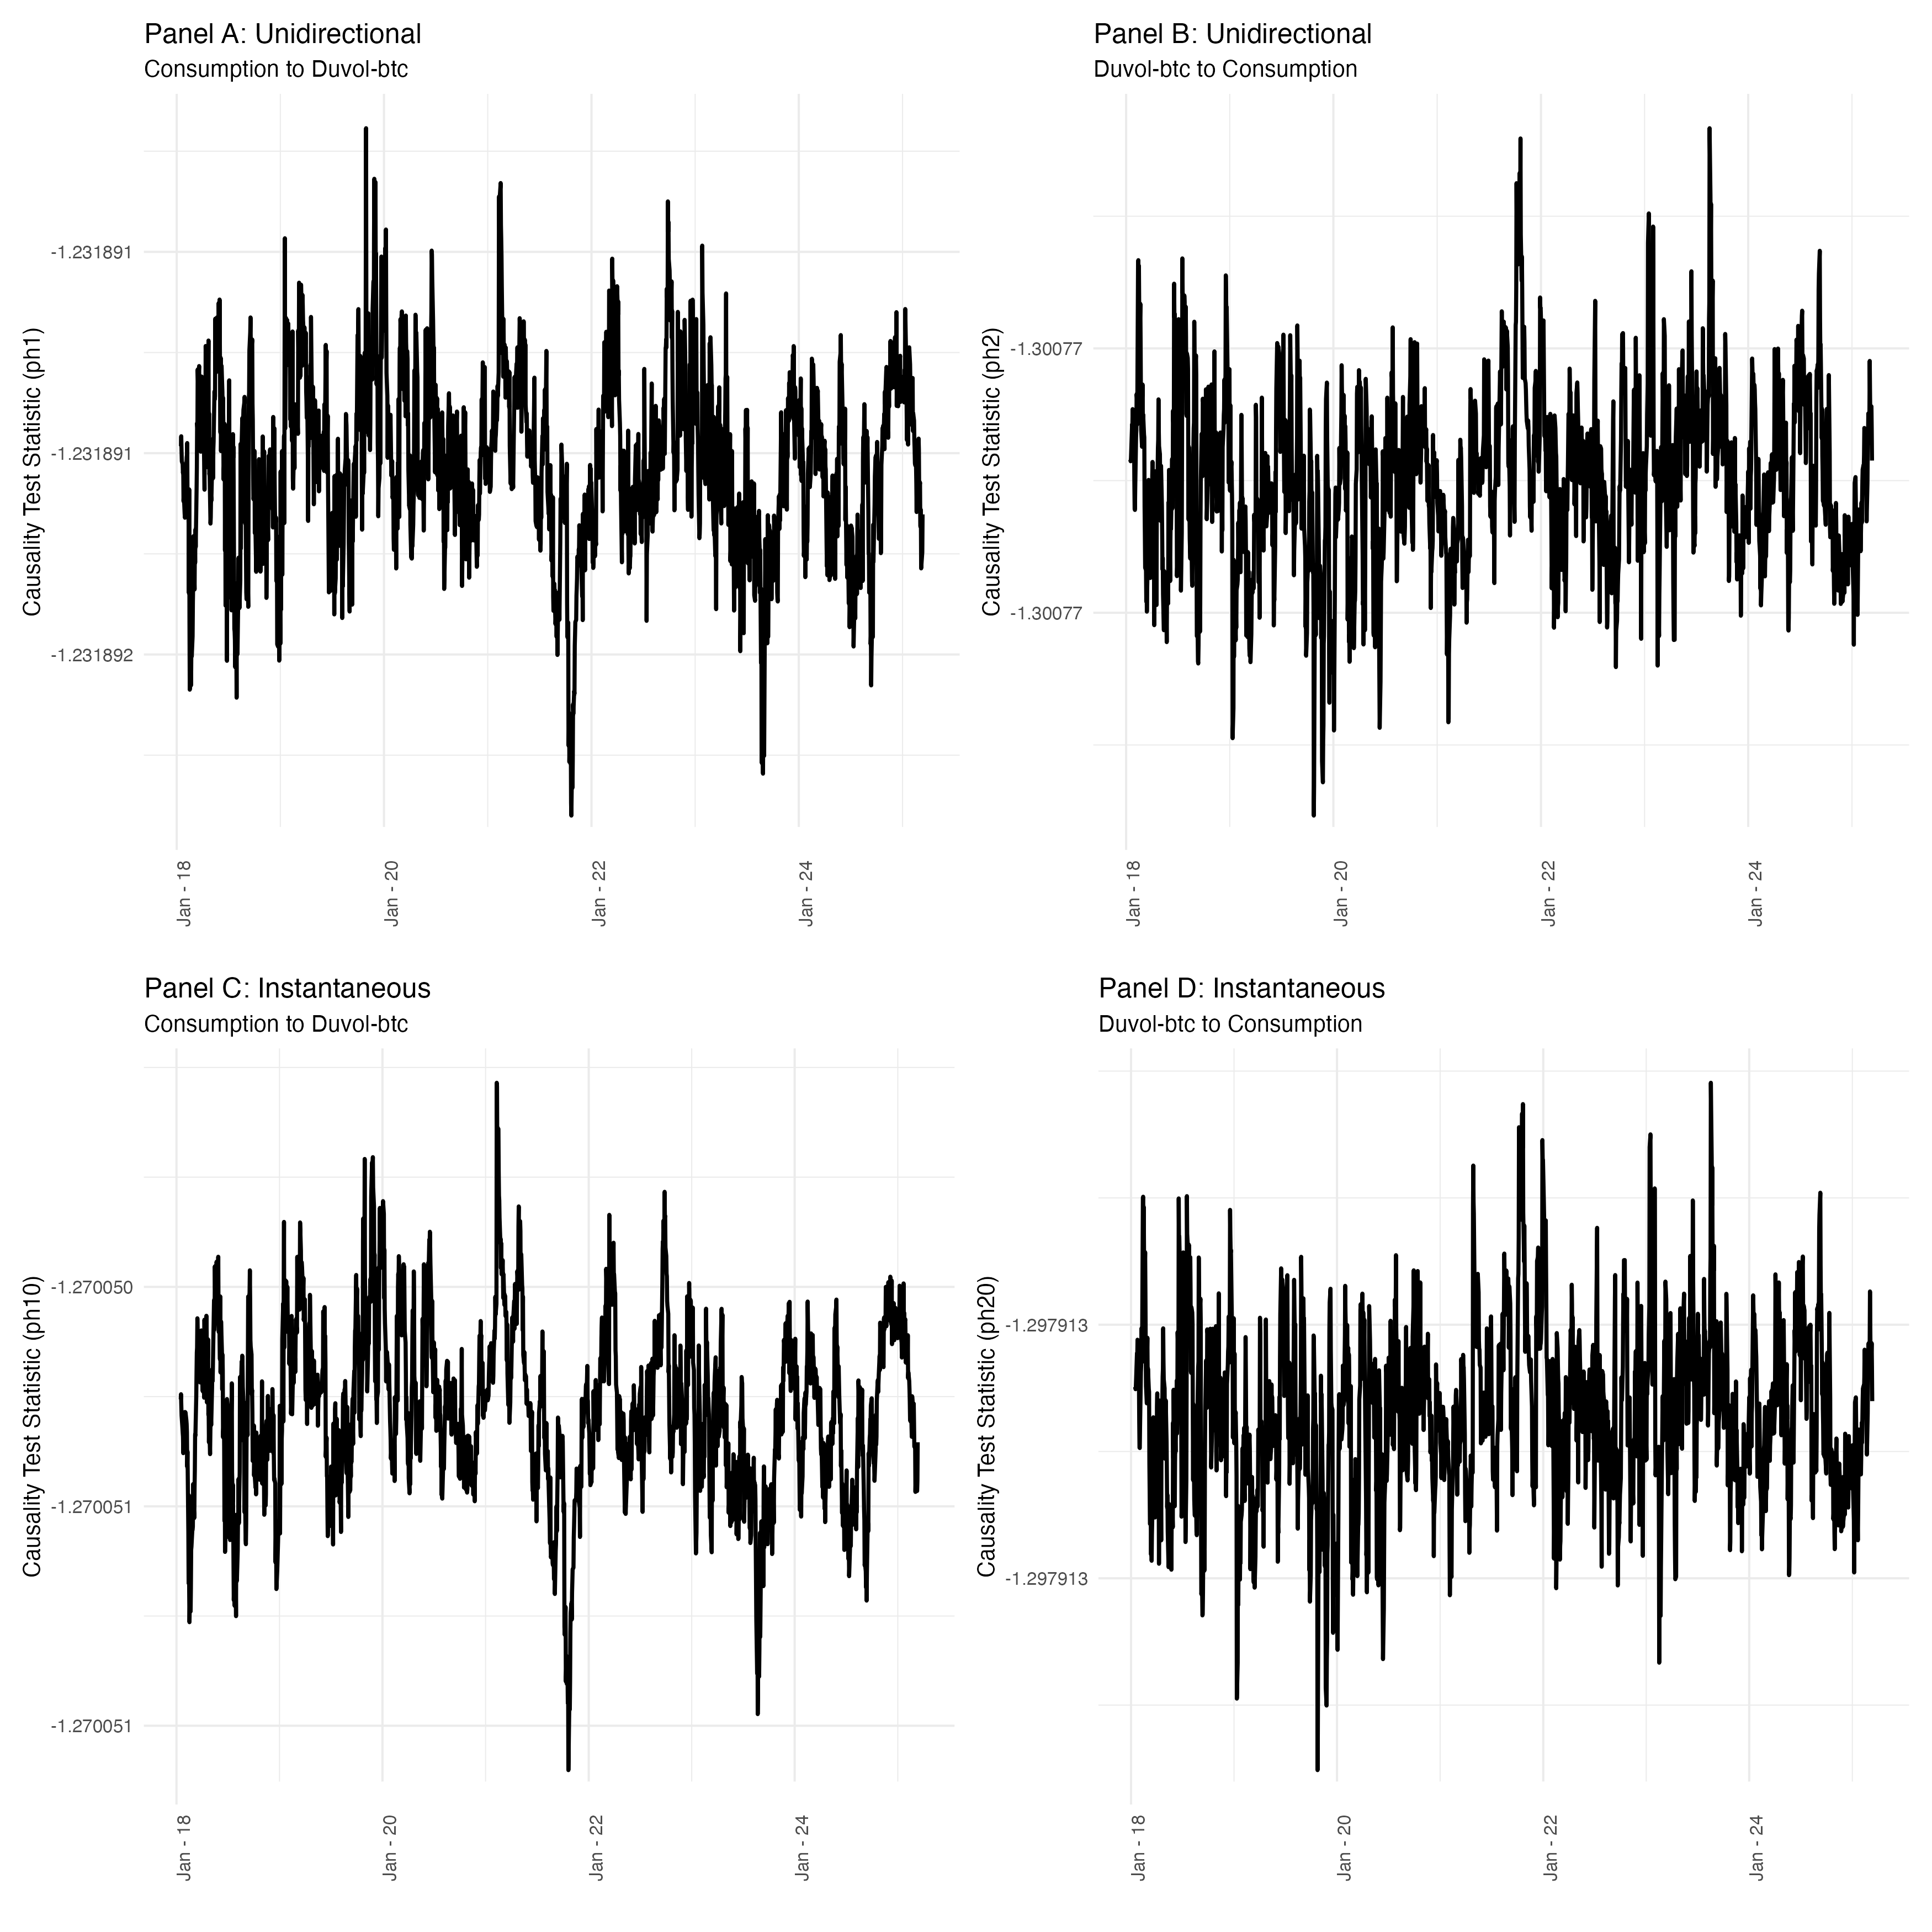 Panel A: Unidirectional
Consumption to Duvol-btc
Causality Test Statistic (ph1)
-1.231891
-1.231891
-1.231892
Jan - 18
Jan - 20
Jan - 22
Jan - 24
Panel B: Unidirectional
Duvol-btc to Consumption
Causality Test Statistic (ph2)
-1.30077
-1.30077
Jan - 18
Jan - 20
Jan - 22
Jan - 24
Panel C: Instantaneous
Consumption to Duvol-btc
Causality Test Statistic (ph10)
-1.270050
-1.270051
-1.270051
Jan - 18
Jan - 20
Jan - 22
Jan - 24
Panel D: Instantaneous
Duvol-btc to Consumption
Causality Test Statistic (ph20)
-1.297913
-1.297913
Jan - 18
Jan - 20
Jan - 22
Jan - 24